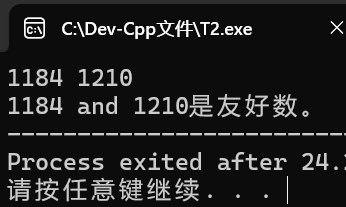 C:\Dev-Cpp文件\T2.exe
1184 1210
1184 and 1210是友好数。
--------------------------------
Process exited after 24.
请按任意键继续. . .